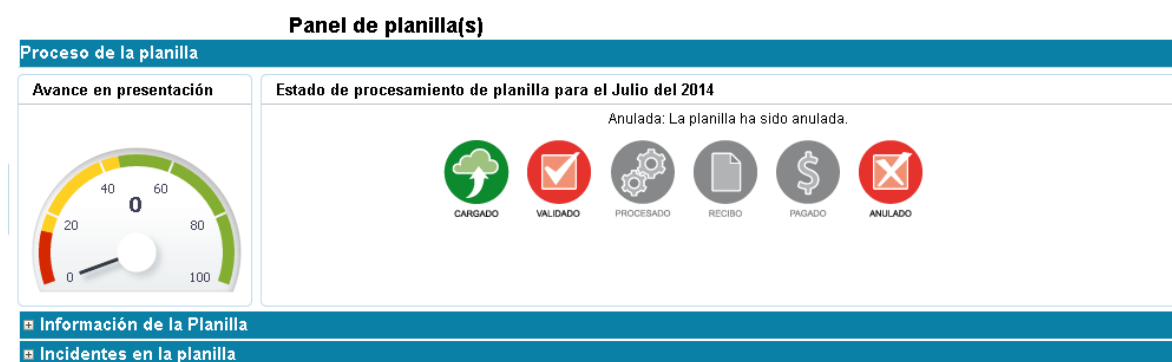 Panel de planilla(s)
Proceso de la planilla
Avance en presentación
0
20
40
60
80
100
0
Estado de procesamiento de planilla para el Julio del 2014
Anulada: La planilla ha sido anulada.
CARGADO VALIDADO PROCESADO RECIBO PAGADO ANULADO
Información de la Planilla
Incidentes en la planilla